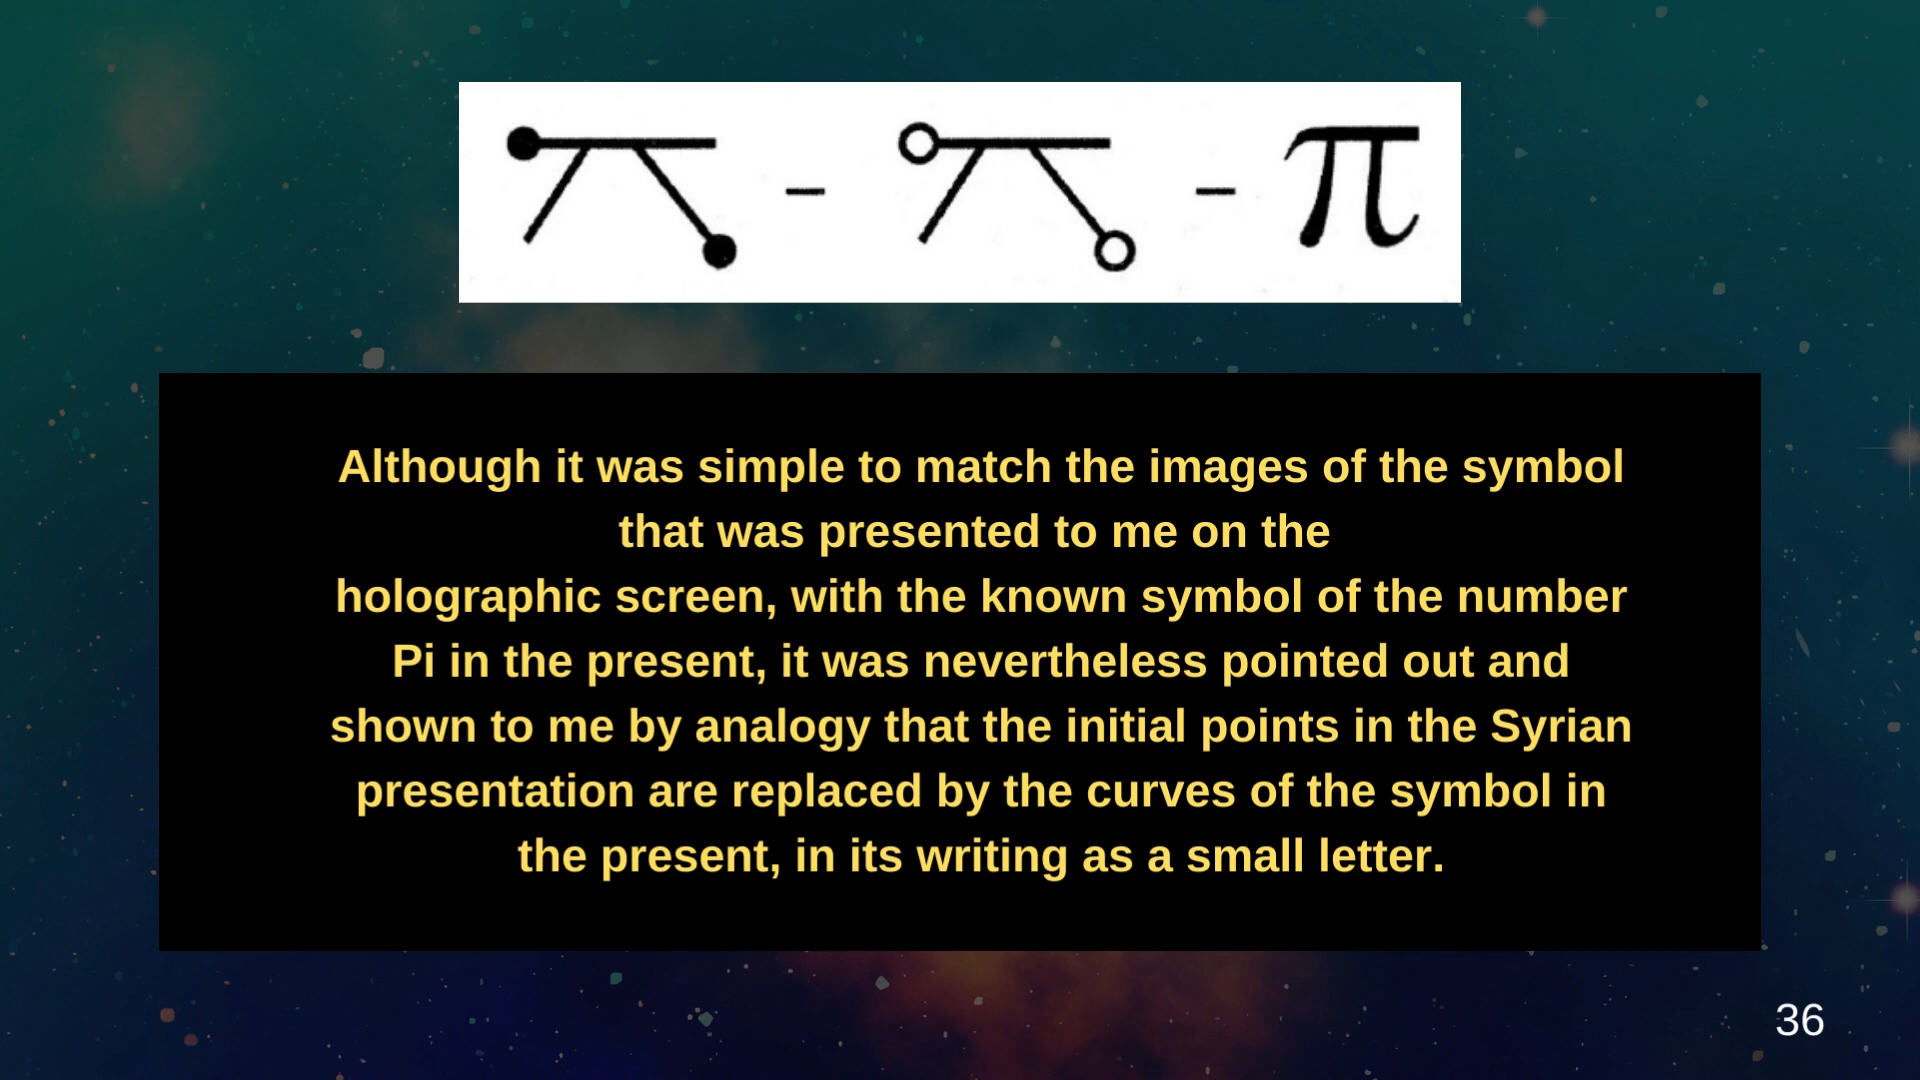 - - π
Although it was simple to match the images of the symbol
that was presented to me on the
holographic screen, with the known symbol of the number
Pi in the present, it was nevertheless pointed out and
shown to me by analogy that the initial points in the Syrian
presentation are replaced by the curves of the symbol in
the present, in its writing as a small letter.
36